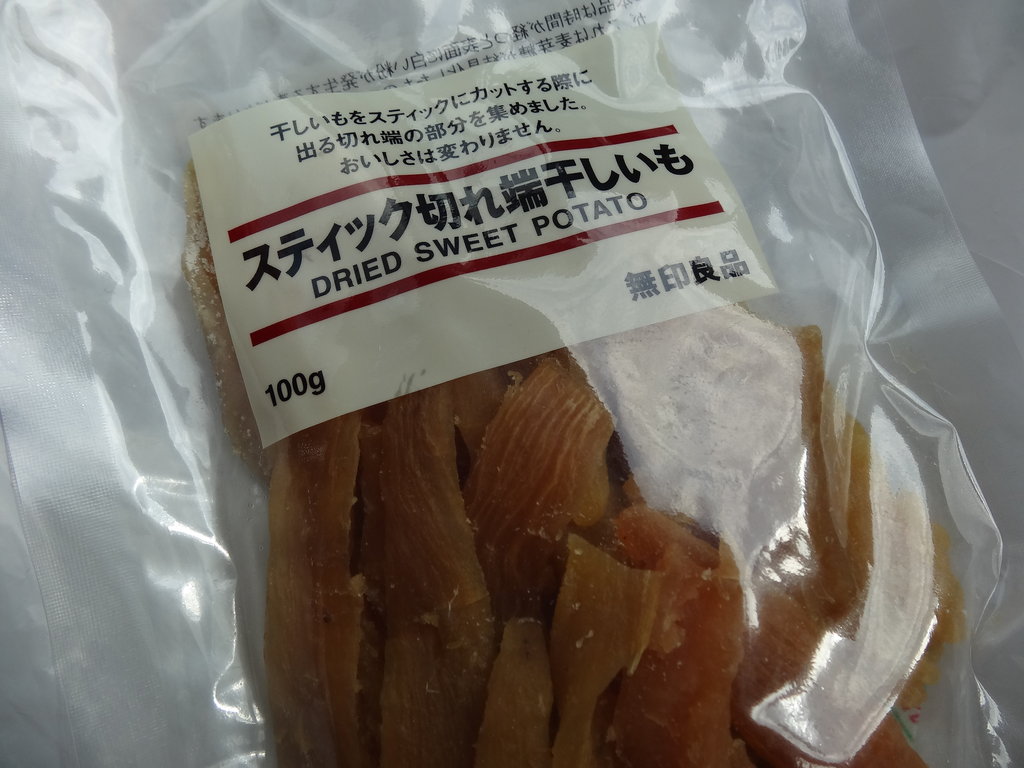 干しいもをスティックにカットする際に
出る切れ端の部分を集めました。
おいしさは変わりません。
スティック切れ端干しいも
DRIED SWEET POTATO
無印良品
100g